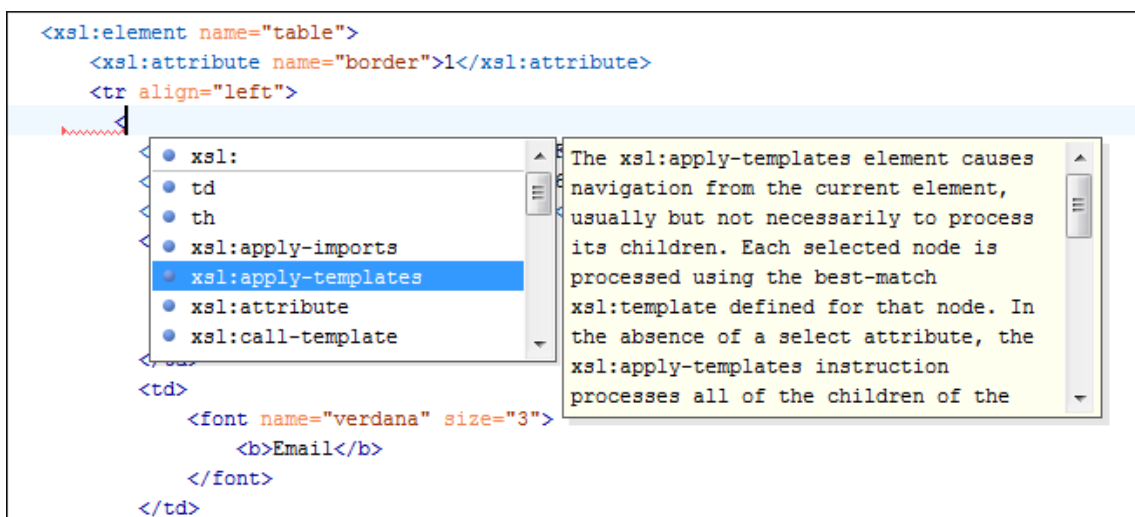 <xsl:element name="table">
<xsl:attribute name="border">1</xsl:attribute>
<tr align="left">
<
xsl:
td
th
xsl:apply-imports
xsl:apply-templates
xsl:attribute
xsl:call-template
The xsl:apply-templates element causes
navigation from the current element,
usually but not necessarily to process
its children. Each selected node is
processed using the best-match
xsl:template defined for that node. In
the absence of a select attribute, the
xsl:apply-templates instruction
processes all of the children of the
</td>
<td>
<font name="verdana" size="3">
<b>Email</b>
</font>
</td>